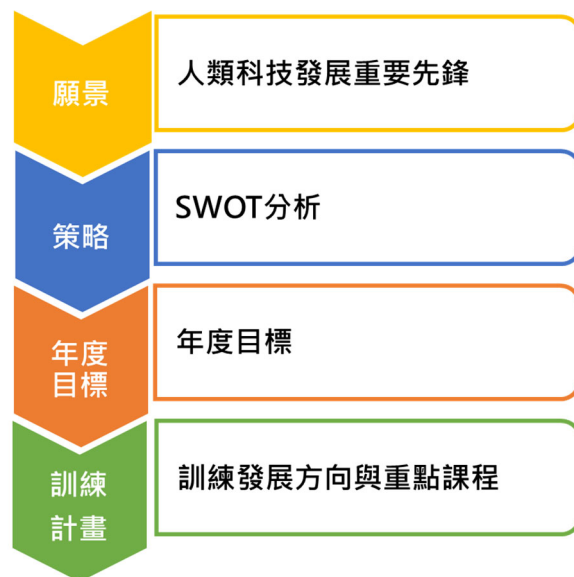 願景
人類科技發展重要先鋒
策略
SWOT分析
年度
目標
年度目標
訓練
計畫
訓練發展方向與重點課程